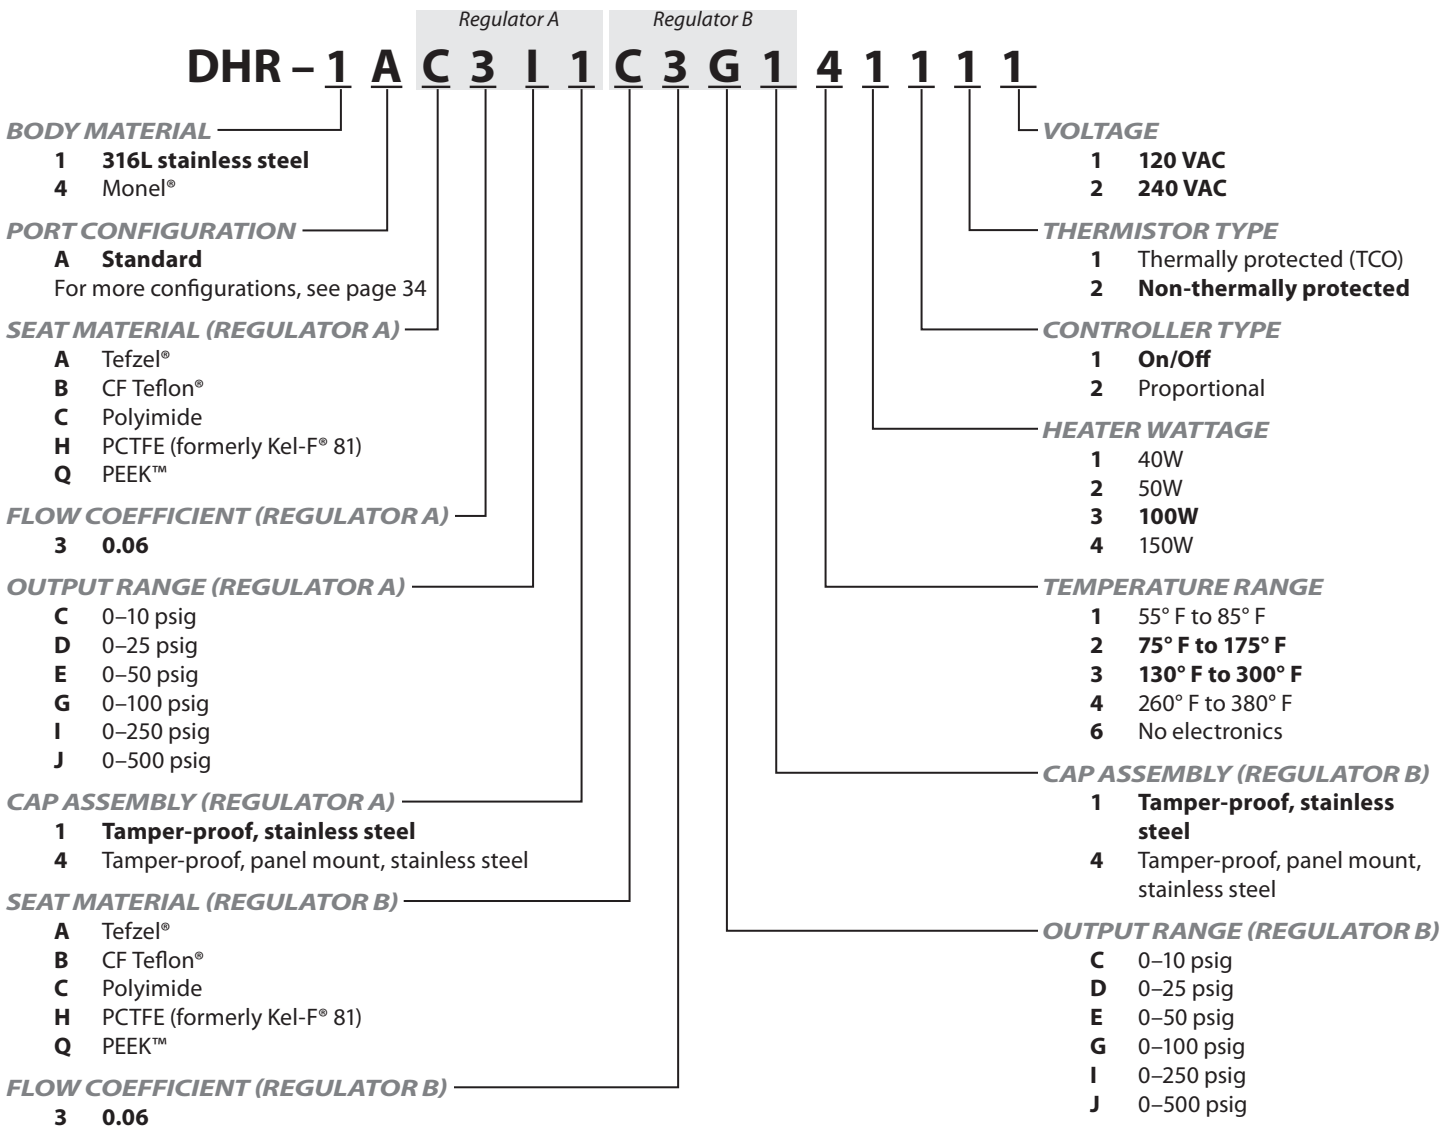 Regulator A Regulator B
DHR – 1 A C 3 I 1 C 3 G 1 4 1 1 1 1
BODY MATERIAL
1 316L stainless steel
4 Monel®
PORT CONFIGURATION
A Standard
For more configurations, see page 34
SEAT MATERIAL (REGULATOR A)
A Tefzel®
B CF Teflon®
C Polyimide
H PCTFE (formerly Kel-F® 81)
Q PEEK™
FLOW COEFFICIENT (REGULATOR A)
3 0.06
OUTPUT RANGE (REGULATOR A)
C 0–10 psig
D 0–25 psig
E 0–50 psig
G 0–100 psig
I 0–250 psig
J 0–500 psig
CAP ASSEMBLY (REGULATOR A)
1 Tamper-proof, stainless steel
4 Tamper-proof, panel mount, stainless steel
SEAT MATERIAL (REGULATOR B)
A Tefzel®
B CF Teflon®
C Polyimide
H PCTFE (formerly Kel-F® 81)
Q PEEK™
FLOW COEFFICIENT (REGULATOR B)
3 0.06
VOLTAGE
1 120 VAC
2 240 VAC
THERMISTOR TYPE
1 Thermally protected (TCO)
2 Non-thermally protected
CONTROLLER TYPE
1 On/Off
2 Proportional
HEATER WATTAGE
1 40W
2 50W
3 100W
4 150W
TEMPERATURE RANGE
1 55° F to 85° F
2 75° F to 175° F
3 130° F to 300° F
4 260° F to 380° F
6 No electronics
CAP ASSEMBLY (REGULATOR B)
1 Tamper-proof, stainless
steel
4 Tamper-proof, panel mount,
stainless steel
OUTPUT RANGE (REGULATOR B)
C 0–10 psig
D 0–25 psig
E 0–50 psig
G 0–100 psig
I 0–250 psig
J 0–500 psig